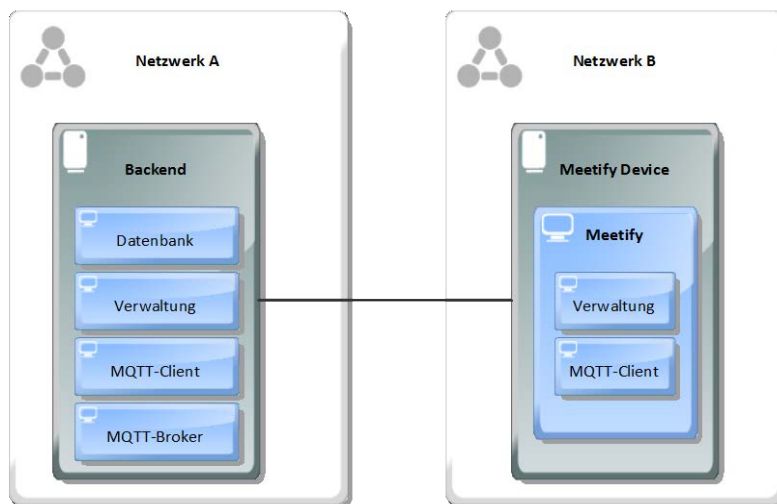 Netzwerk A
Backend
Datenbank
Verwaltung
MQTT-Client
MQTT-Broker
Netzwerk B
Meetify Device
Meetify
Verwaltung
MQTT-Client